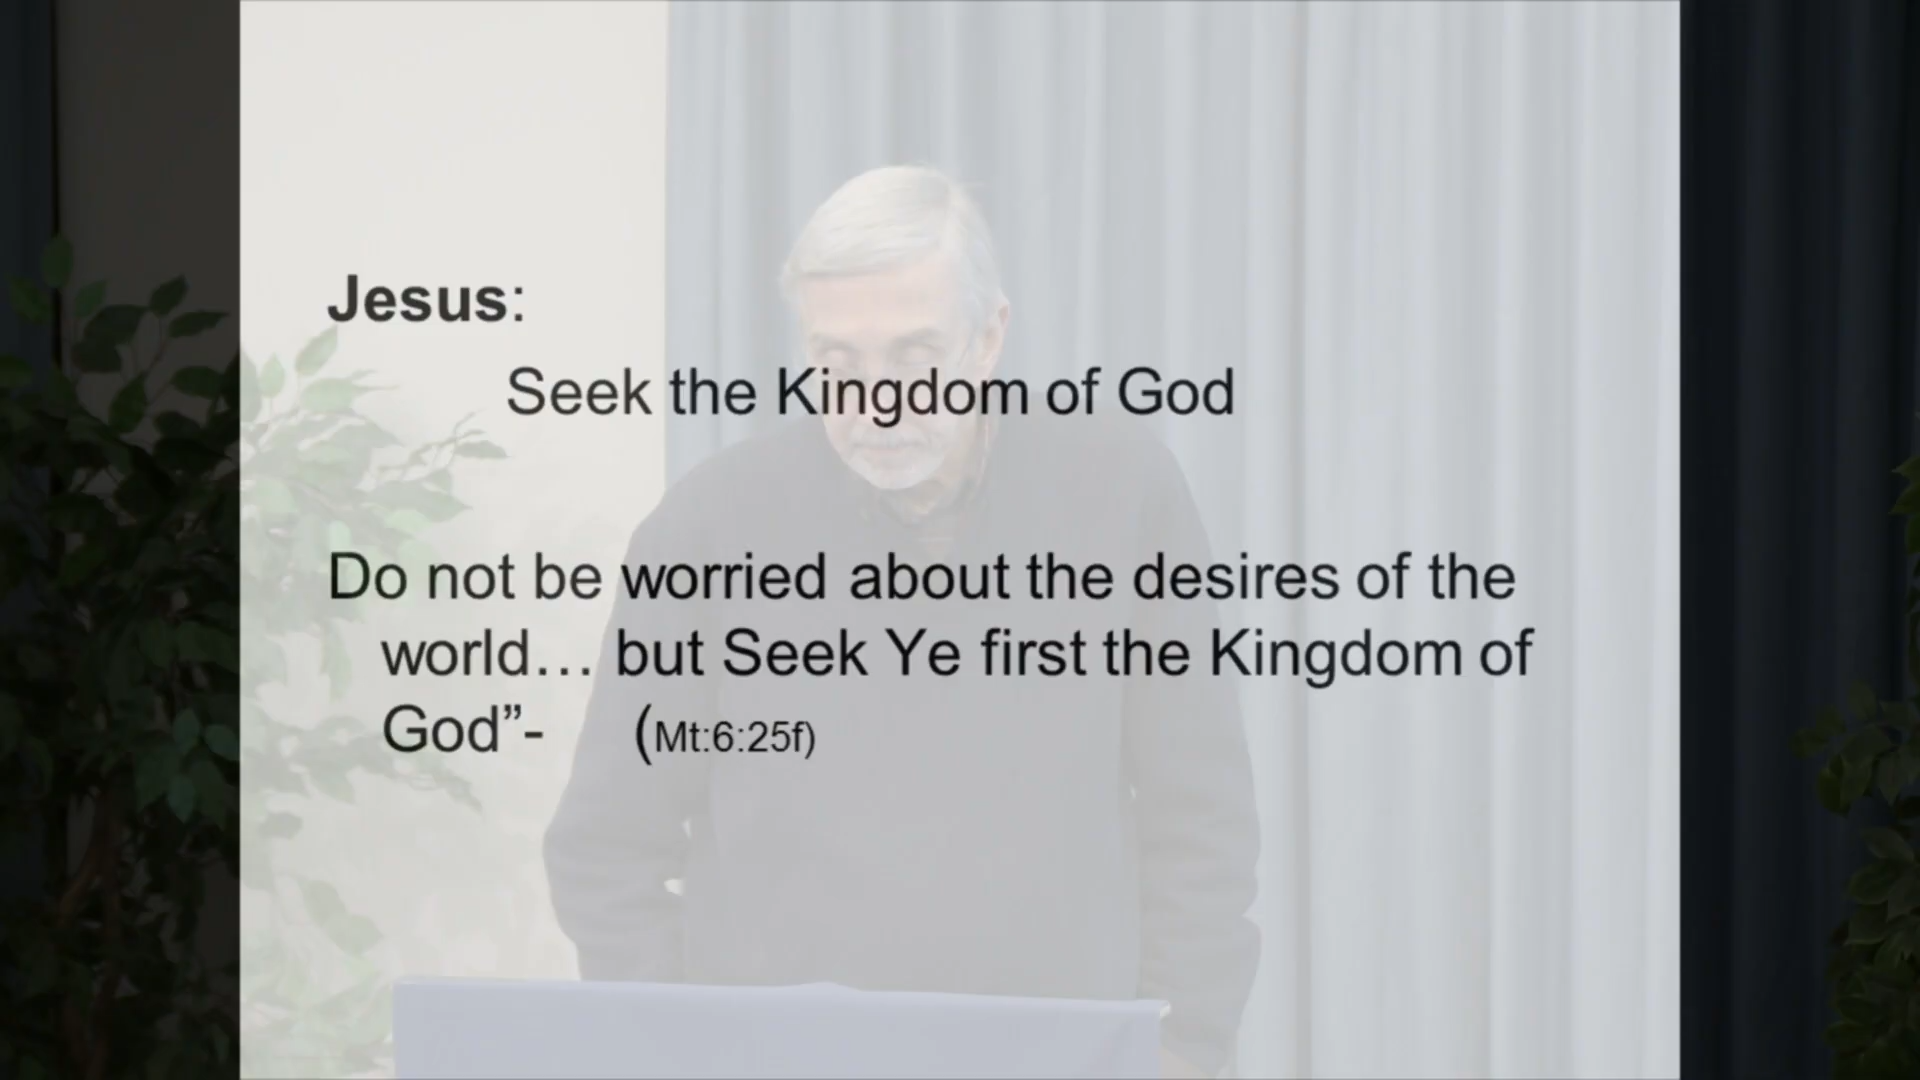 Jesus:
Seek the Kingdom of God
Do not be worried about the desires of the
world… but Seek Ye first the Kingdom of
God”- (Mt:6:25f)